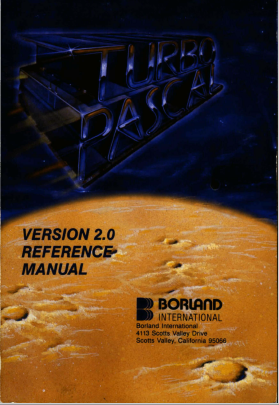 TURBO
PASCAL
VERSION 2.0
REFERENCE
MANUAL
BORLAND
INTERNATIONAL
Borland International
4113 Scotts Valley Drive
Scotts Valley, California 95066